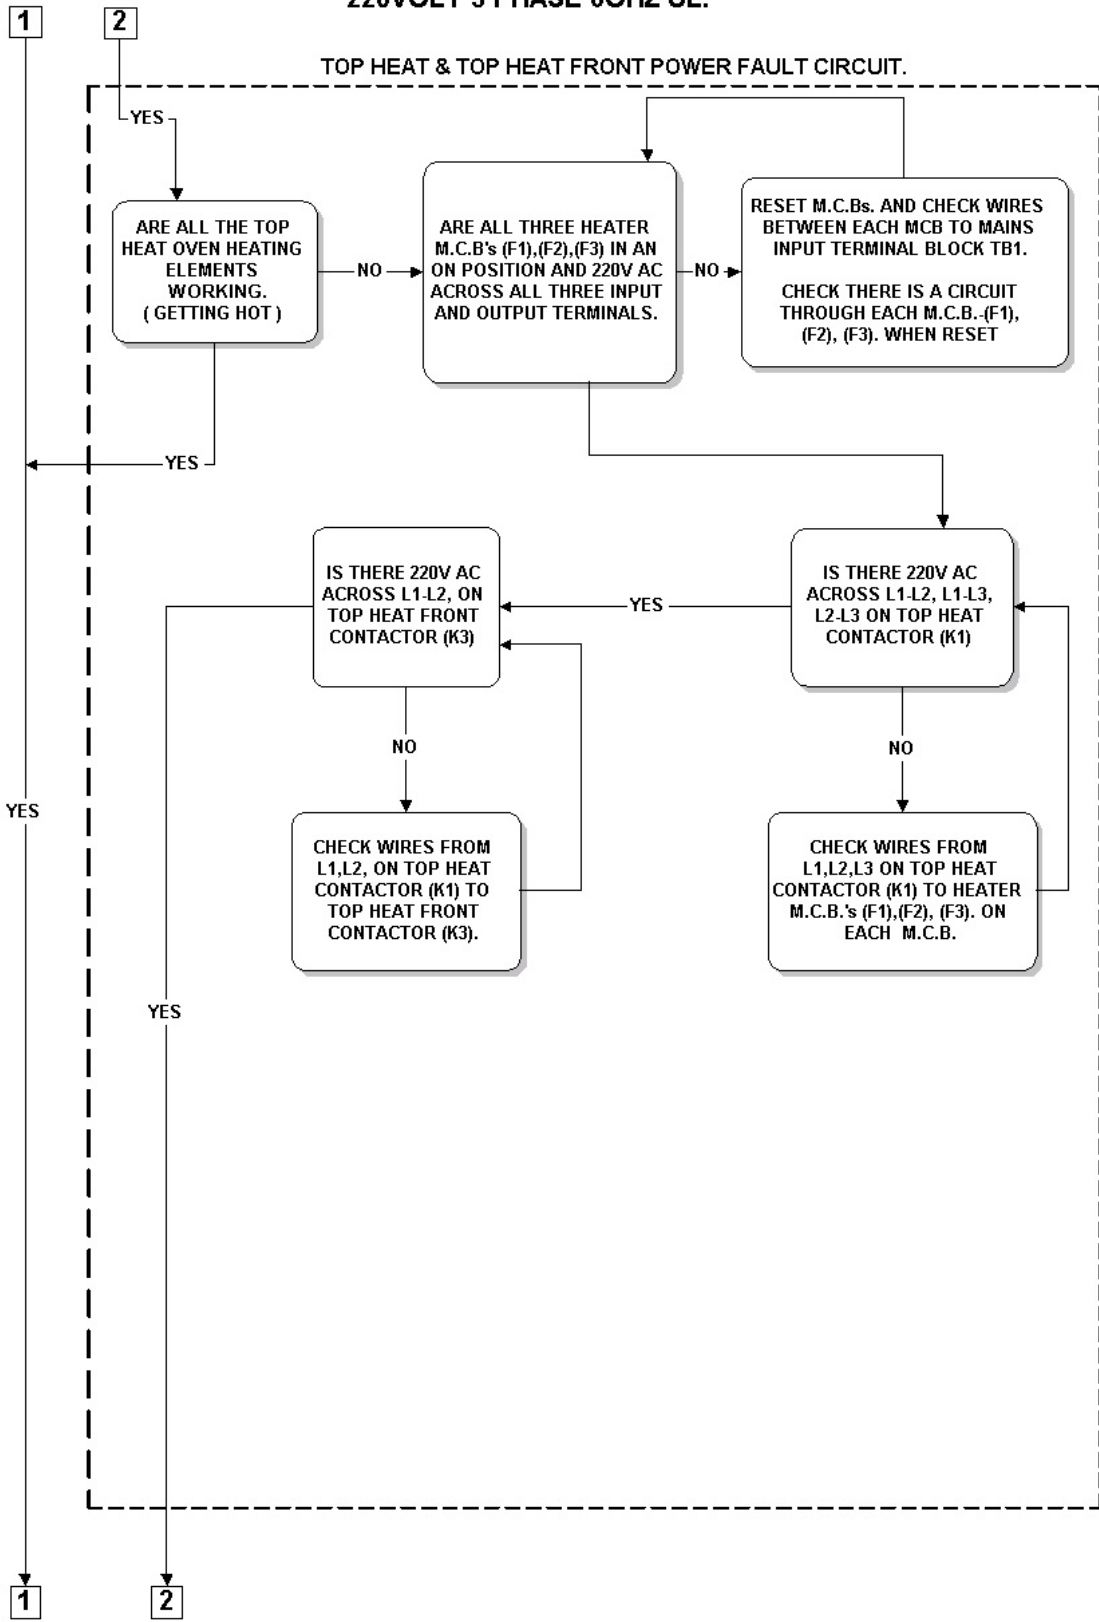 220VOLT 3 PHASE 60HZ UL.
1
2
TOP HEAT & TOP HEAT FRONT POWER FAULT CIRCUIT.
YES
ARE ALL THE TOP
HEAT OVEN HEATING
ELEMENTS
WORKING.
( GETTING HOT )
NO
ARE ALL THREE HEATER
M.C.B's (F1),(F2),(F3) IN AN
ON POSITION AND 220V AC
ACROSS ALL THREE INPUT
AND OUTPUT TERMINALS.
NO
RESET M.C.Bs. AND CHECK WIRES
BETWEEN EACH MCB TO MAINS
INPUT TERMINAL BLOCK TB1.
CHECK THERE IS A CIRCUIT
THROUGH EACH M.C.B.-(F1),
(F2), (F3). WHEN RESET
YES
IS THERE 220V AC
ACROSS L1-L2, ON
TOP HEAT FRONT
CONTACTOR (K3)
YES
IS THERE 220V AC
ACROSS L1-L2, L1-L3,
L2-L3 ON TOP HEAT
CONTACTOR (K1)
NO
NO
YES
CHECK WIRES FROM
L1,L2, ON TOP HEAT
CONTACTOR (K1) TO
TOP HEAT FRONT
CONTACTOR (K3).
CHECK WIRES FROM
L1,L2,L3 ON TOP HEAT
CONTACTOR (K1) TO HEATER
M.C.B.'s (F1),(F2), (F3). ON
EACH M.C.B.
YES
1
2